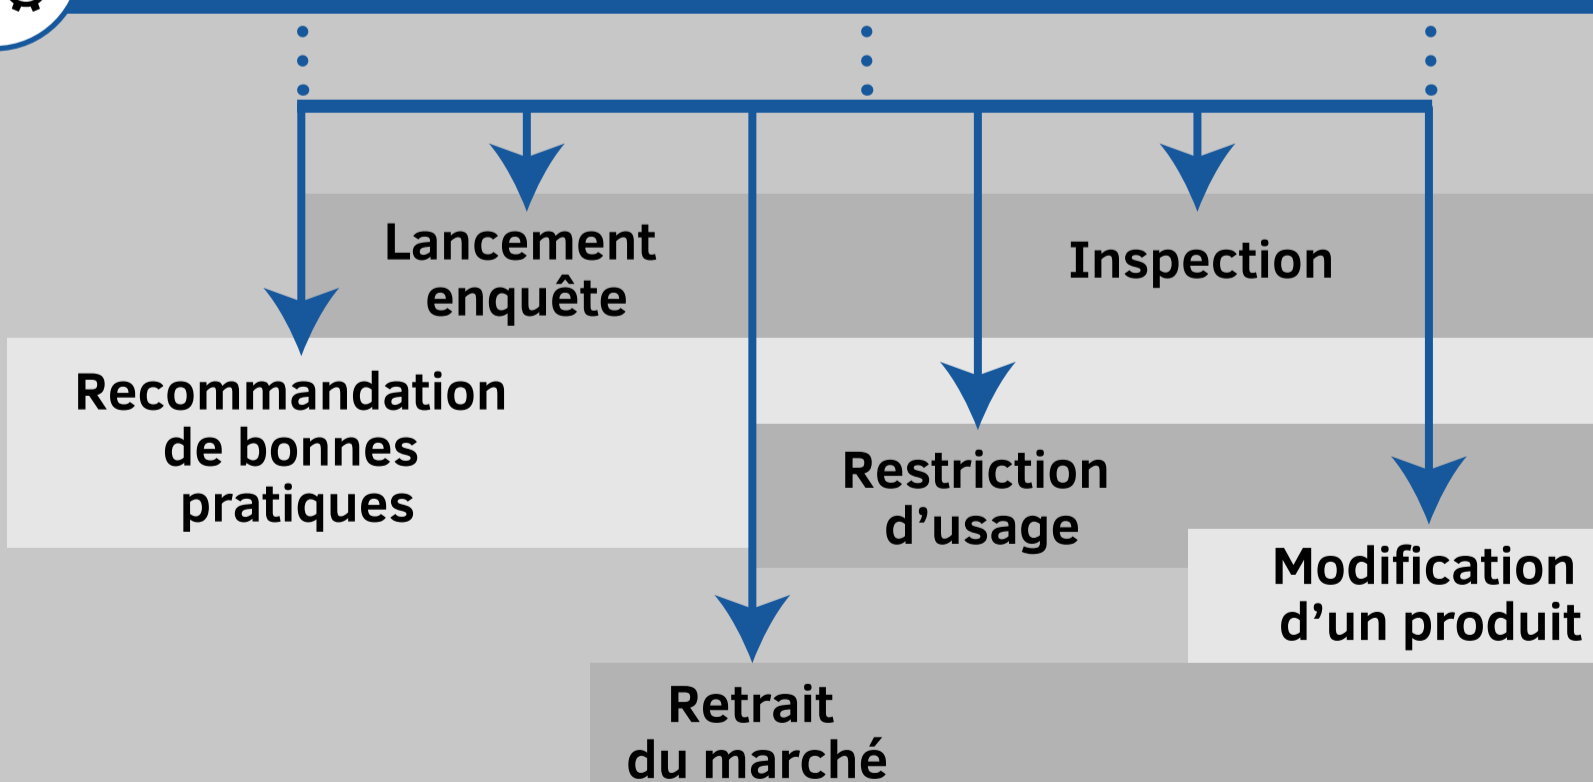 Lancement
enquête
Inspection
Recommandation
de bonnes
pratiques
Restriction
d’usage
Modification
d’un produit
Retrait
du marché